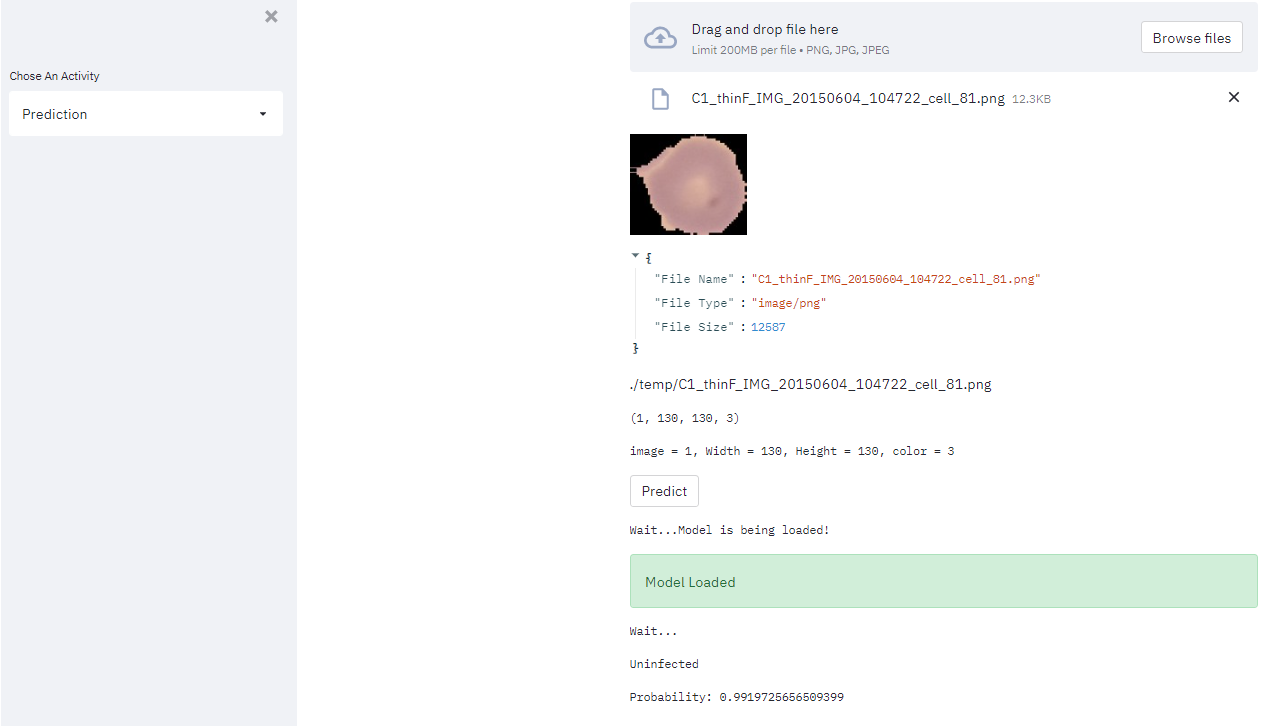 Chose An Activity
Prediction
Drag and drop file here
Limit 200MB per file • PNG, JPG, JPEG
Browse files
C1_thinF_IMG_20150604_104722_cell_81.png 12.3KB
{
"File Name" : "C1_thinF_IMG_20150604_104722_cell_81.png"
"File Type" : "image/png"
"File Size" : 12587
}
./temp/C1_thinF_IMG_20150604_104722_cell_81.png
(1, 130, 130, 3)
image = 1, Width = 130, Height = 130, color = 3
Predict
Wait...Model is being loaded!
Model Loaded
Wait...
Uninfected
Probability: 0.9919725656509399